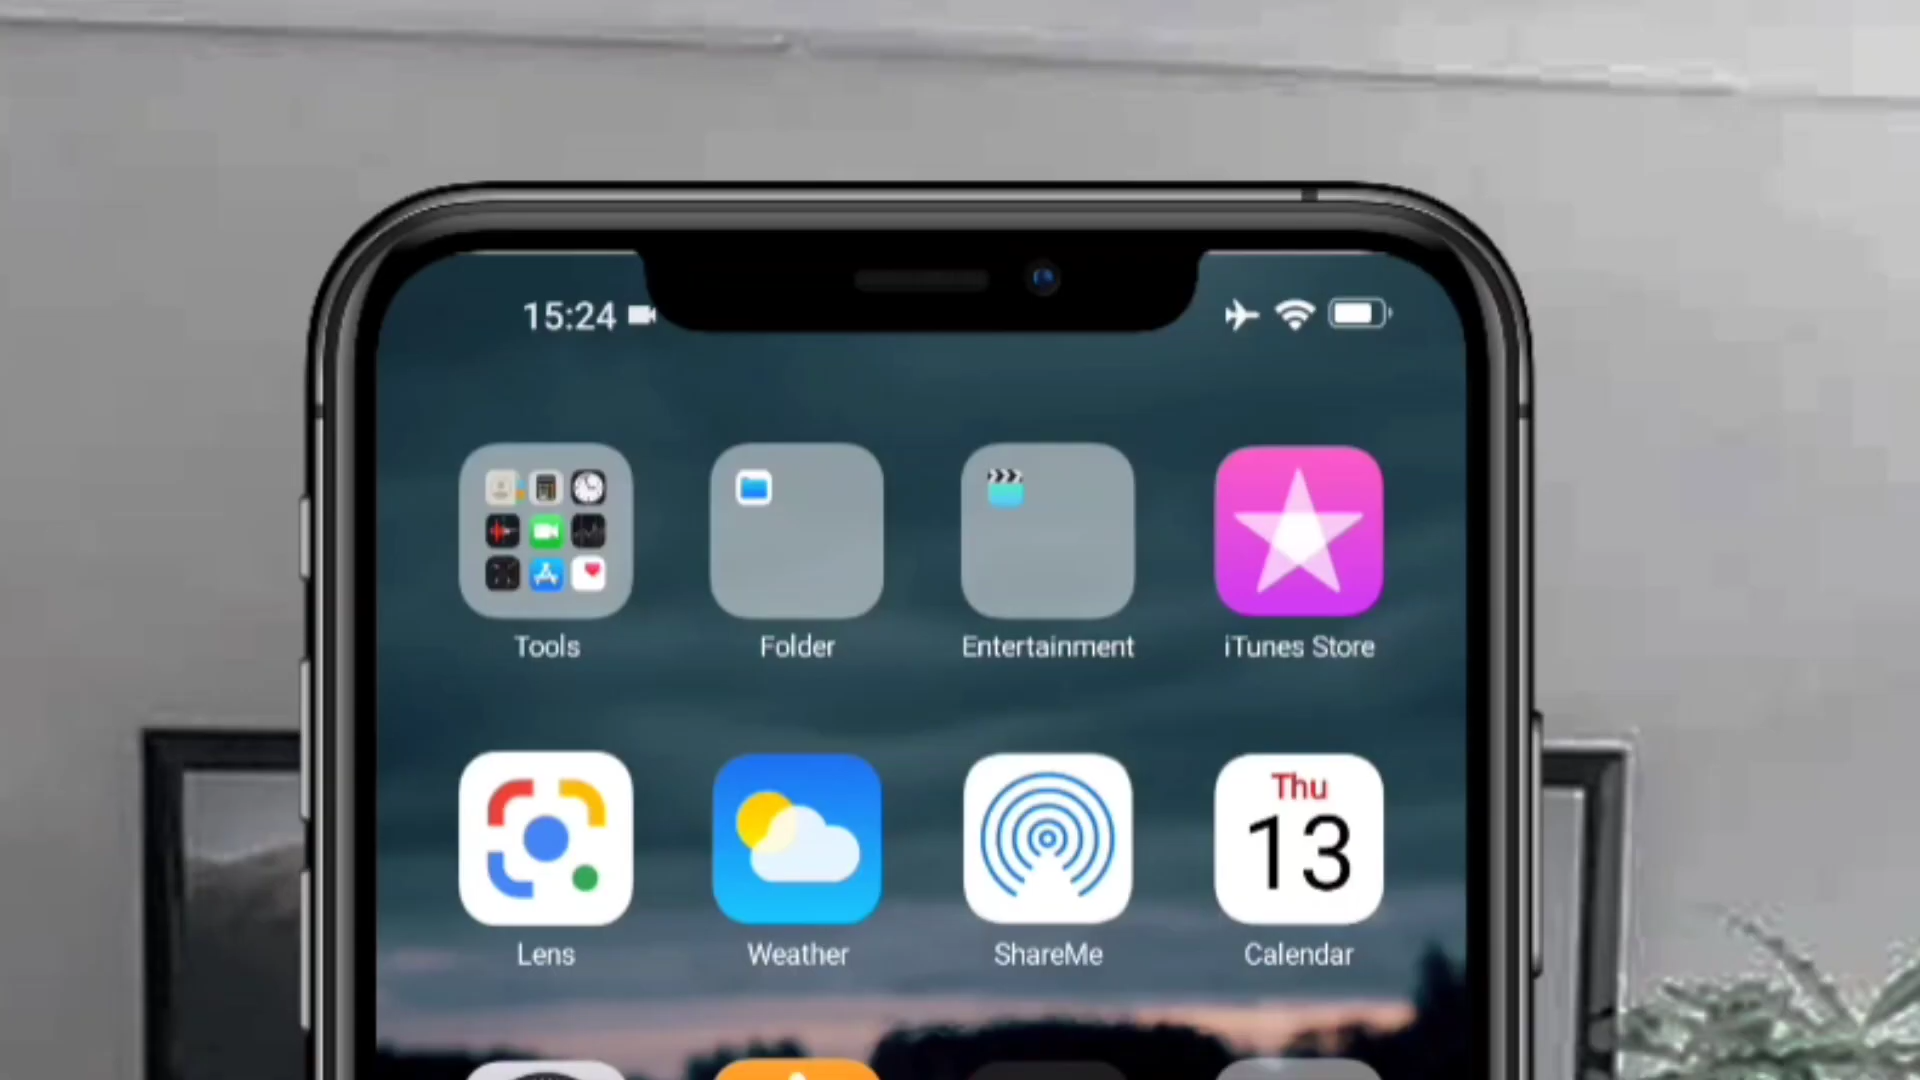 15:24
Tools Folder Entertainment iTunes Store
Thu
13
Lens Weather ShareMe Calendar